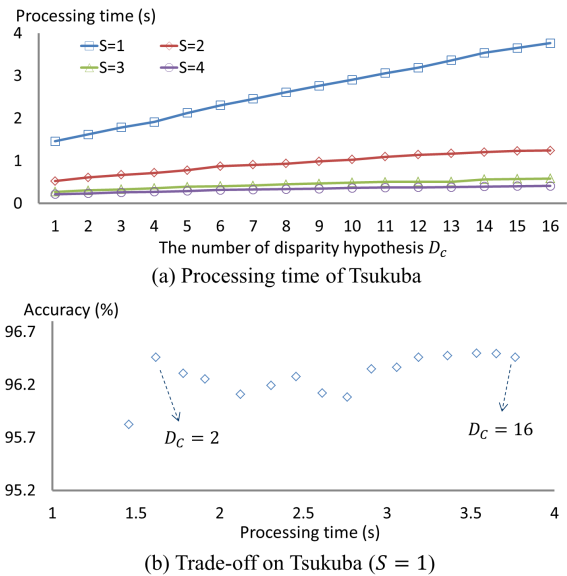 Processing time (s)
4
3
2
1
0
S=1 S=2
S=3 S=4
1 2 3 4 5 6 7 8 9 10 11 12 13 14 15 16
The number of disparity hypothesis D_C
(a) Processing time of Tsukuba
Accuracy (%)
96.7
96.2
95.7
95.2
D_C = 2
D_C = 16
1 1.5 2 2.5 3 3.5 4
Processing time (s)
(b) Trade-off on Tsukuba (S = 1)